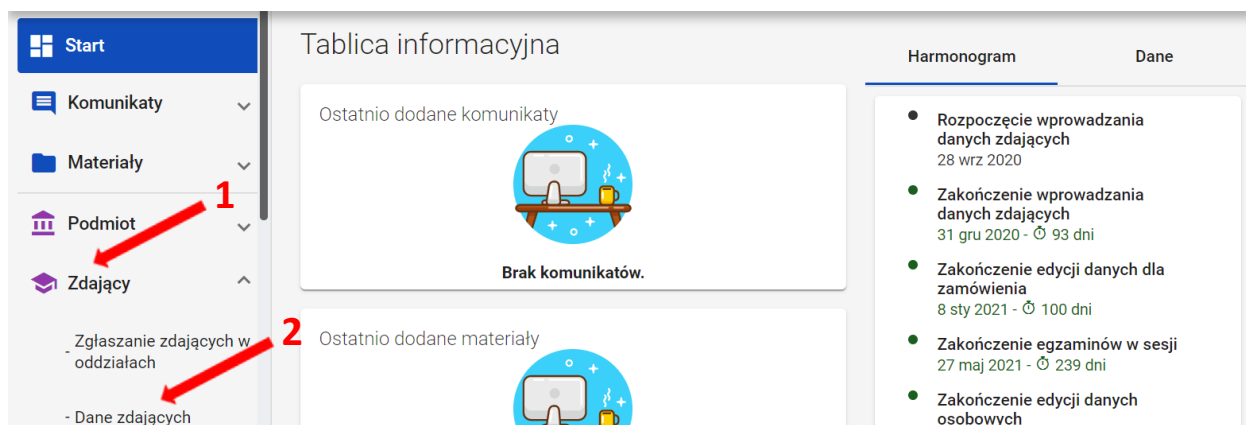 Start
Komunikaty
Materiały
1
Podmiot
Zdający
- Zgłaszanie zdających w
oddziałach
2
- Dane zdających
Tablica informacyjna
Ostatnio dodane komunikaty
Brak komunikatów.
Ostatnio dodane materiały
Harmonogram
Dane
Rozpoczęcie wprowadzania
danych zdających
28 wrz 2020
Zakończenie wprowadzania
danych zdających
31 gru 2020 - ⏱ 93 dni
Zakończenie edycji danych dla
zamówienia
8 sty 2021 - ⏱ 100 dni
Zakończenie egzaminów w sesji
27 maj 2021 - ⏱ 239 dni
Zakończenie edycji danych
osobowych